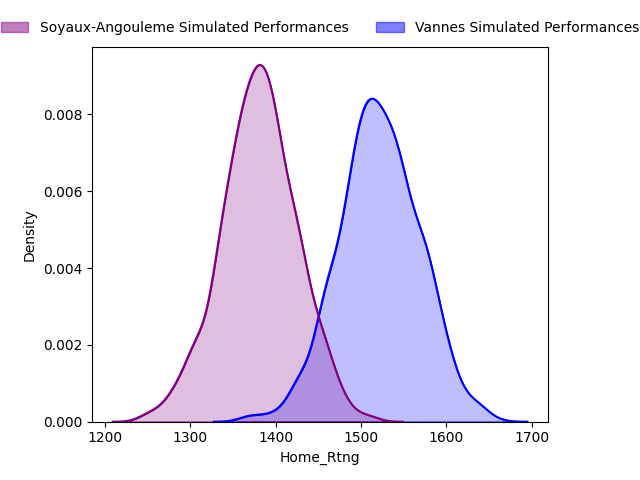 Soyaux-Angouleme Simulated Performances Vannes Simulated Performances
0.008
0.006
0.004
0.002
0.000
Density
1200 1300 1400 1500 1600 1700
Home_Rtng